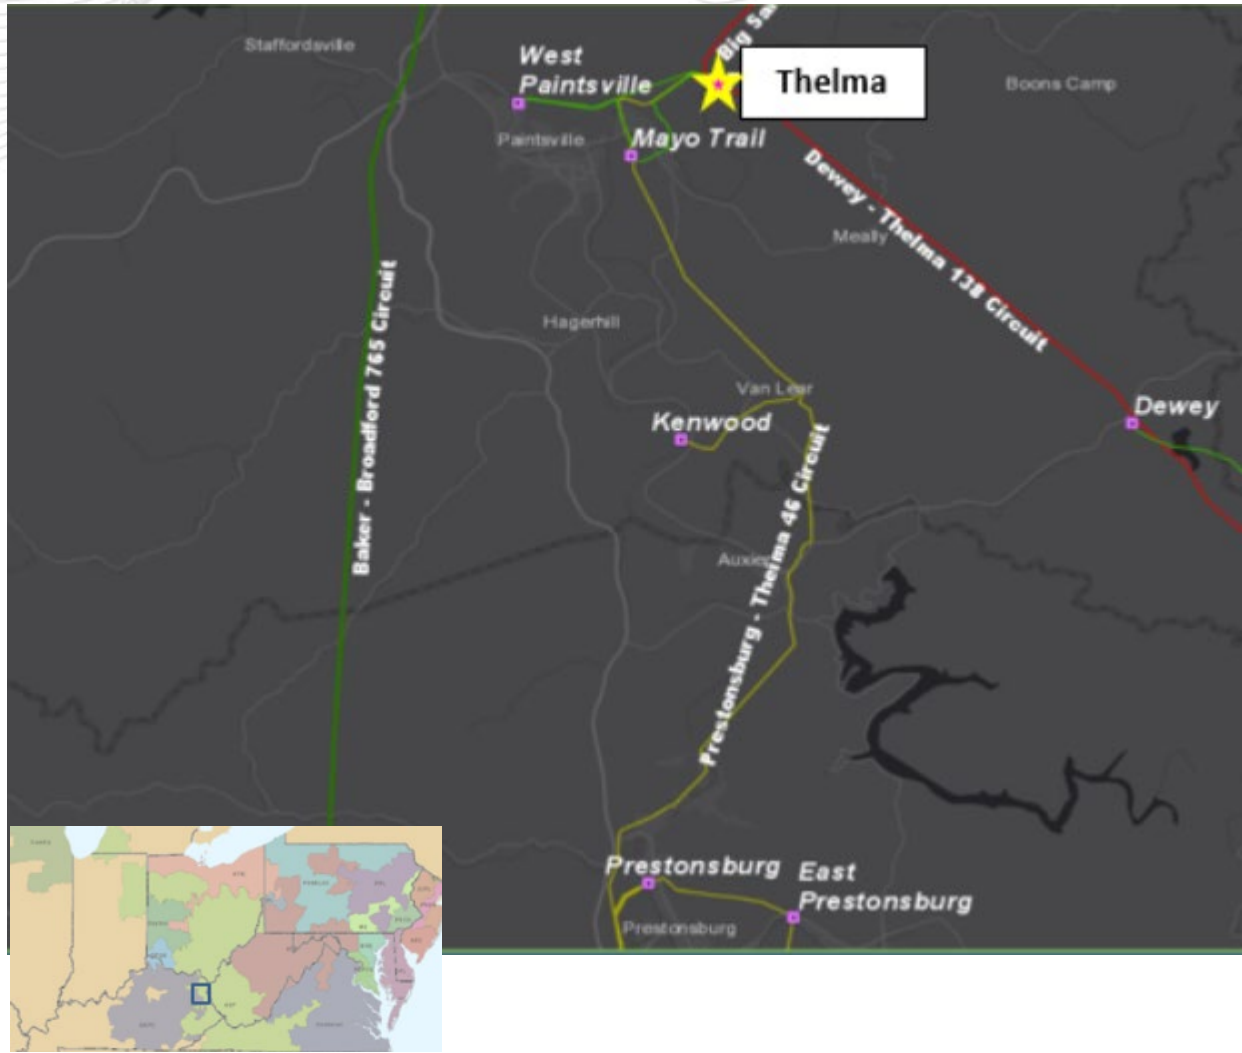 Staffordsville
West
Paintsville
Big Sa
Thelma
Boons Camp
Paintsville
Mayo Trail
Dewey - Thelma 138 Circuit
Meally
Baker - Broadford 765 Circuit
Hagerhill
Van Lear
Kenwood
Dewey
Prestonsburg - Thelma 46 Circuit
Auxier
Prestonsburg
East
Prestonsburg
Prestonsburg